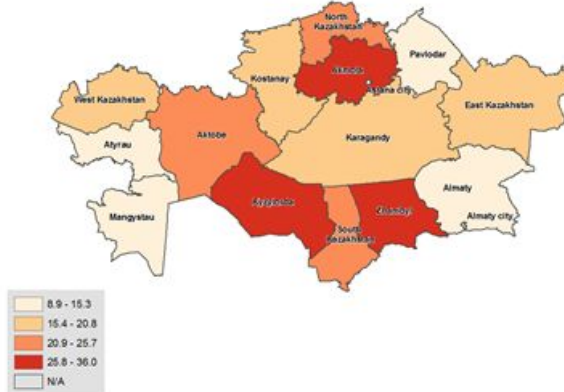 North
Kazakhstan
Pavlodar
Kostanay
Akmola
Astana city
West Kazakhstan
East Kazakhstan
Aktobe
Karagandy
Atyrau
Mangystau
Kyzylorda
Zhambyl
Almaty
Almaty city
South
Kazakhstan
8.9 - 15.3
15.4 - 20.8
20.9 - 25.7
25.8 - 36.0
N/A